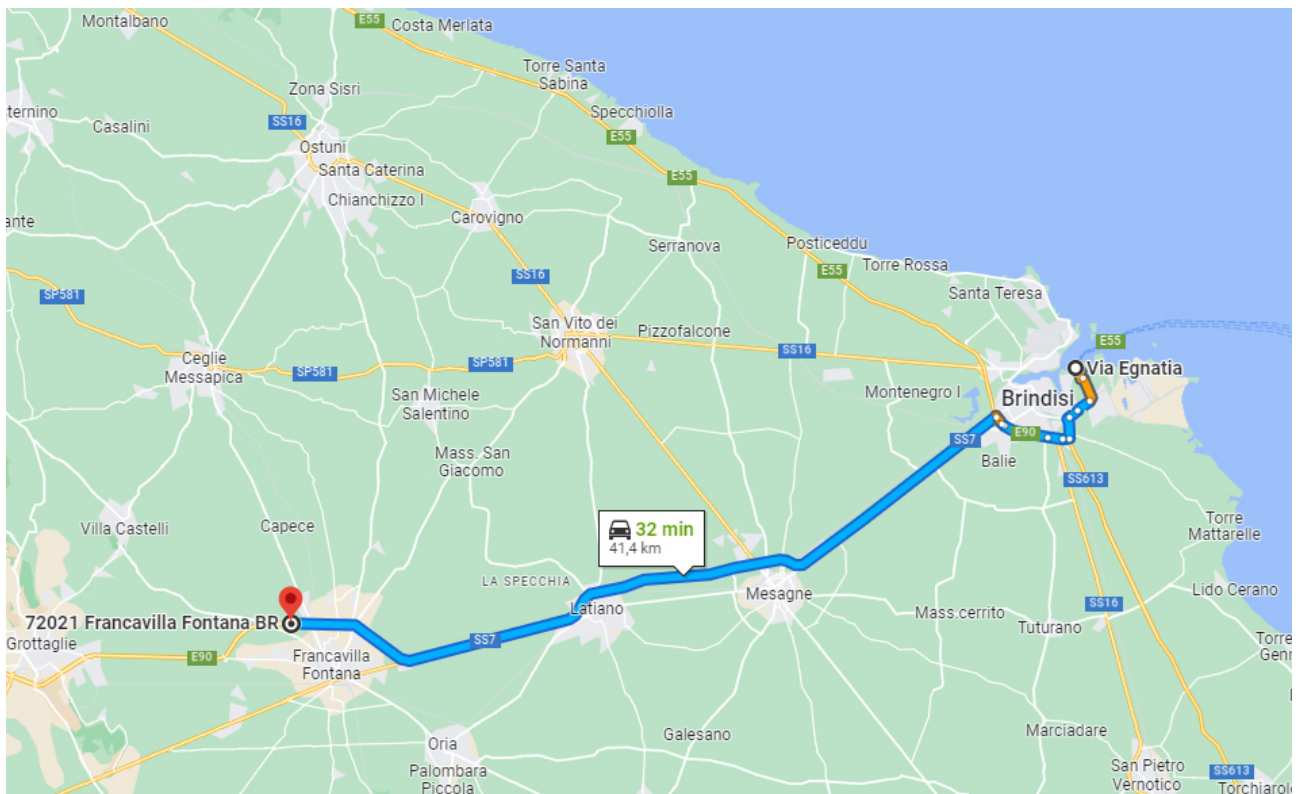 Montalbano
E55
Costa Merlata
Torre Santa
Sabina
Zona Sisri
sternino
Casalini
SS16
Specchiolla
E55
Ostuni
Santa Caterina
E55
Chianchizzo I
Carovigno
ante
Serranova
Posticeddu
Torre Rossa
E55
SS16
SP581
Santa Teresa
San Vito dei
Normanni
Pizzofalcone
SS16
E55
Ceglie
Messapica
SP581
SP581
Via Egnatia
San Michele
Salentino
Montenegro I
Brindisi
E90
SS7
Mass. San
Giacomo
Balie
SS613
Villa Castelli
Capece
32 min
41,4 km
Torre
Mattarelle
LA SPECCHIA
Latiano
Mesagne
Lido Cerano
SS16
Mass.cerrito
72021 Francavilla Fontana BR
Tuturano
Grottaglie
E90
SS7
Francavilla
Fontana
Torre
Genn
Galesano
Marciadare
Oria
Palombara
Piccola
San Pietro
Vernotico
SS613
Torchiarolo